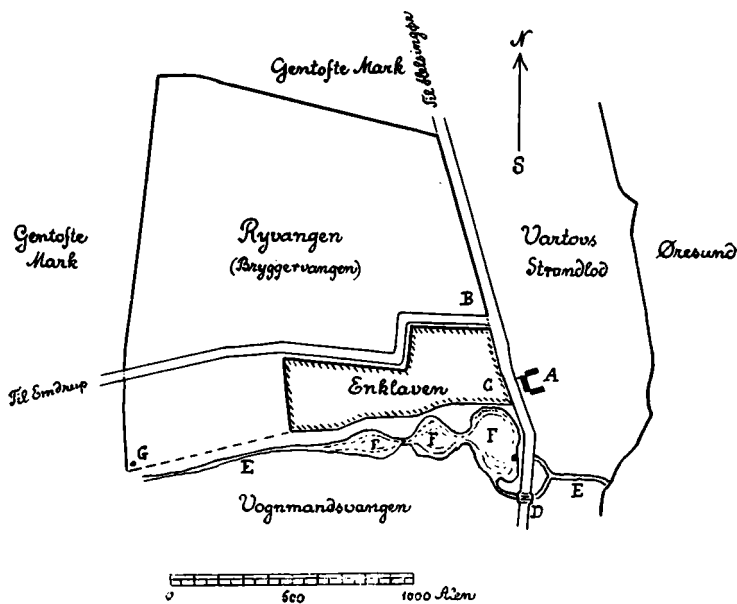 Gentofte Mark
Til Helsingør
N
S
Gentofte
Mark
Ryvangen
(Bryggervangen)
Vartovs
Strandlod
Øresund
B
Til Emdrup
Enklaven
C
A
G
E
F
F
F
E
D
Vognmandsvangen
0 500 1000 Alen